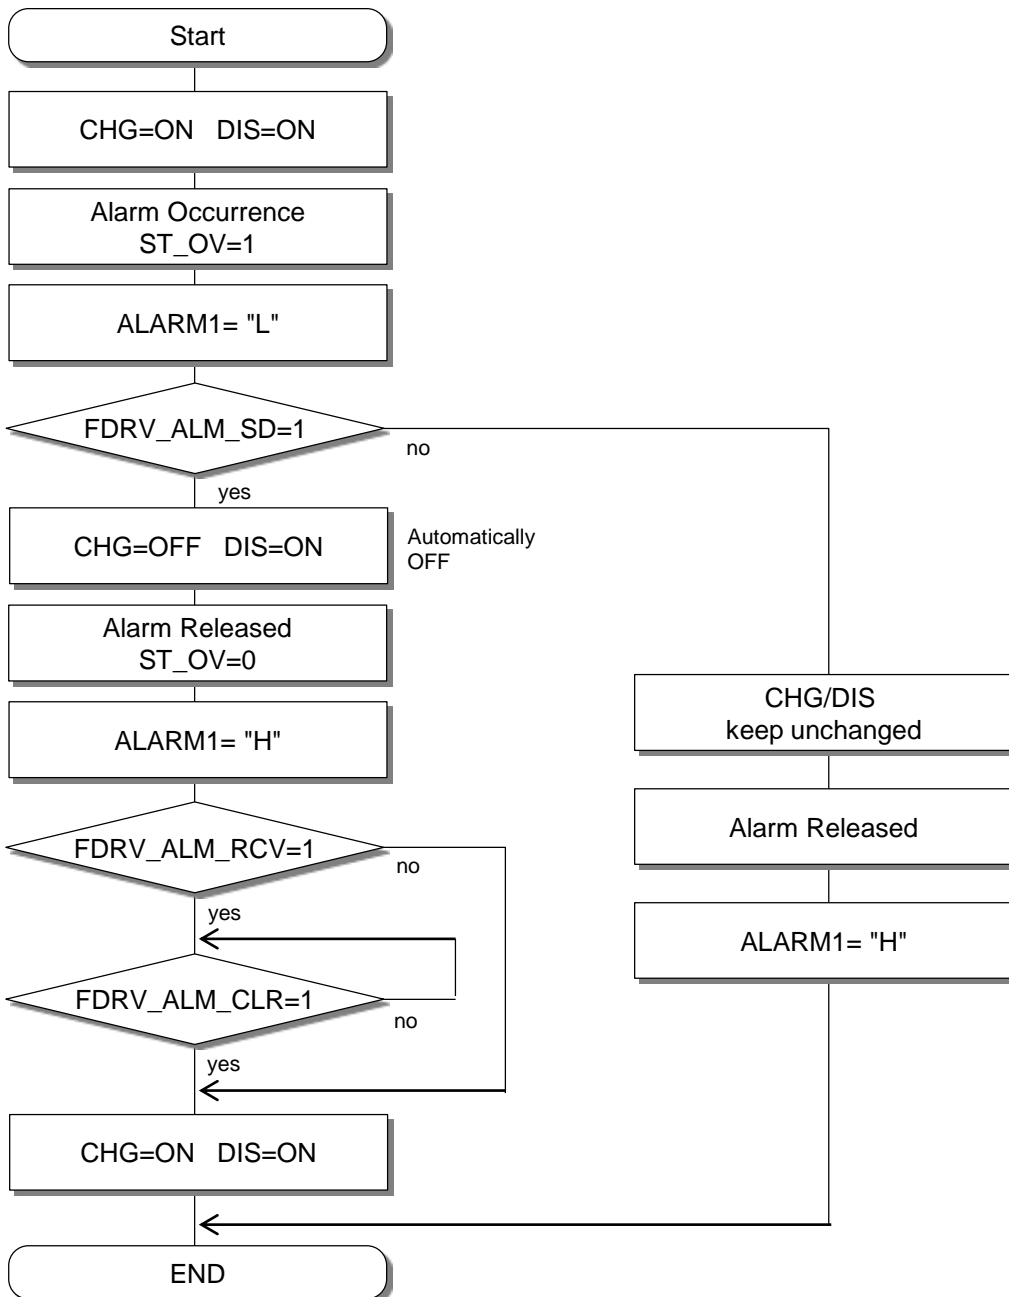 Start
CHG=ON DIS=ON
Alarm Occurrence
ST_OV=1
ALARM1= "L"
FDRV_ALM_SD=1
no
yes
CHG=OFF DIS=ON
Automatically
OFF
Alarm Released
ST_OV=0
ALARM1= "H"
FDRV_ALM_RCV=1
no
yes
FDRV_ALM_CLR=1
no
yes
CHG=ON DIS=ON
CHG/DIS
keep unchanged
Alarm Released
ALARM1= "H"
END